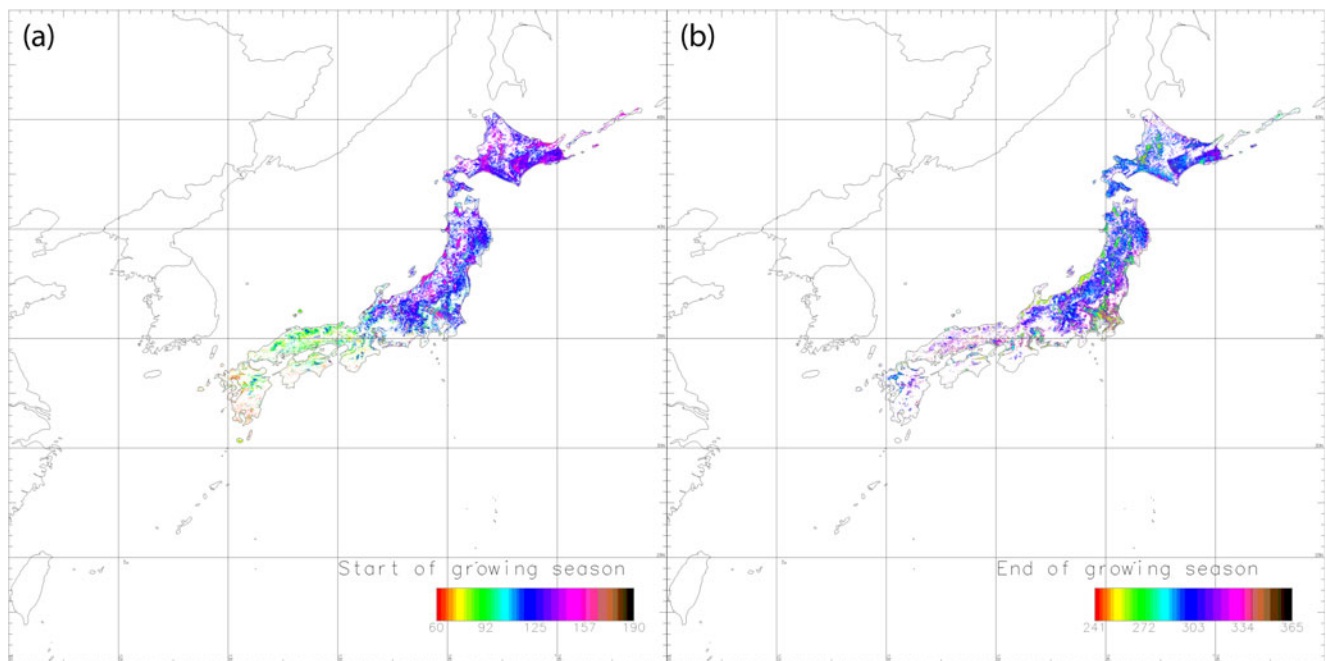 (a)
(b)
Start of growing season
60 92 125 157 190
End of growing season
241 272 303 334 365